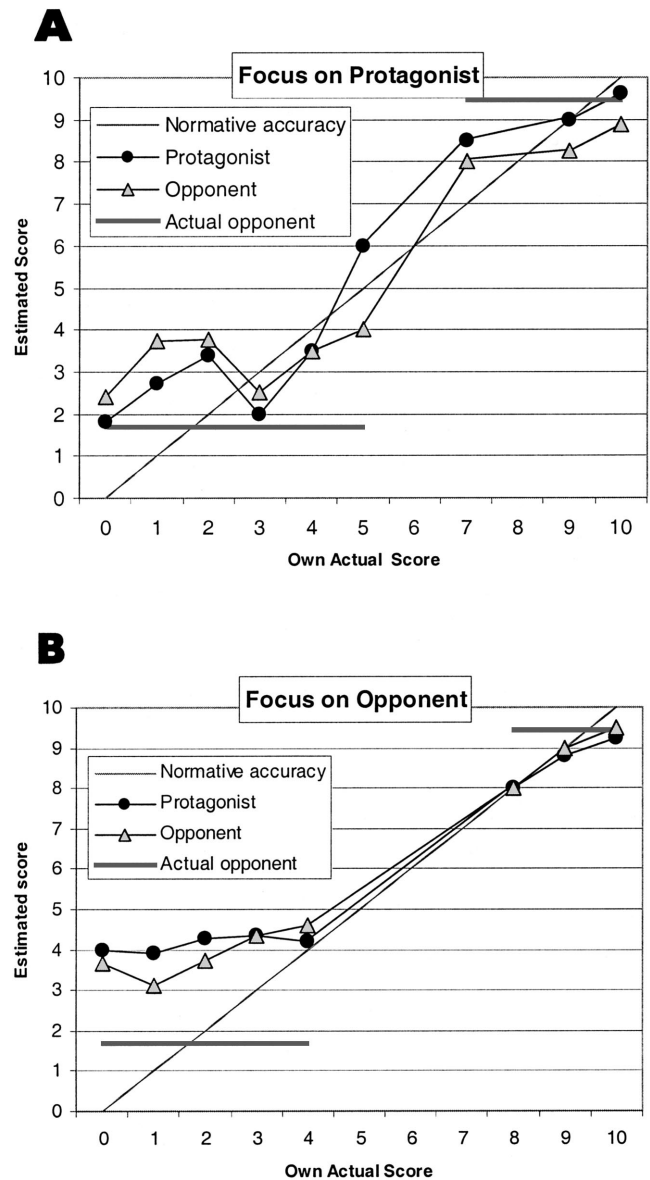 A
Focus on Protagonist
Normative accuracy
Protagonist
Opponent
Actual opponent
10
9
8
7
6
5
4
3
2
1
0
Estimated Score
0 1 2 3 4 5 7 8 9 10
Own Actual Score
B
Focus on Opponent
Normative accuracy
Protagonist
Opponent
Actual opponent
10
9
8
7
6
5
4
3
2
1
0
Estimated score
0 1 2 3 4 5 6 7 8 9 10
Own Actual Score